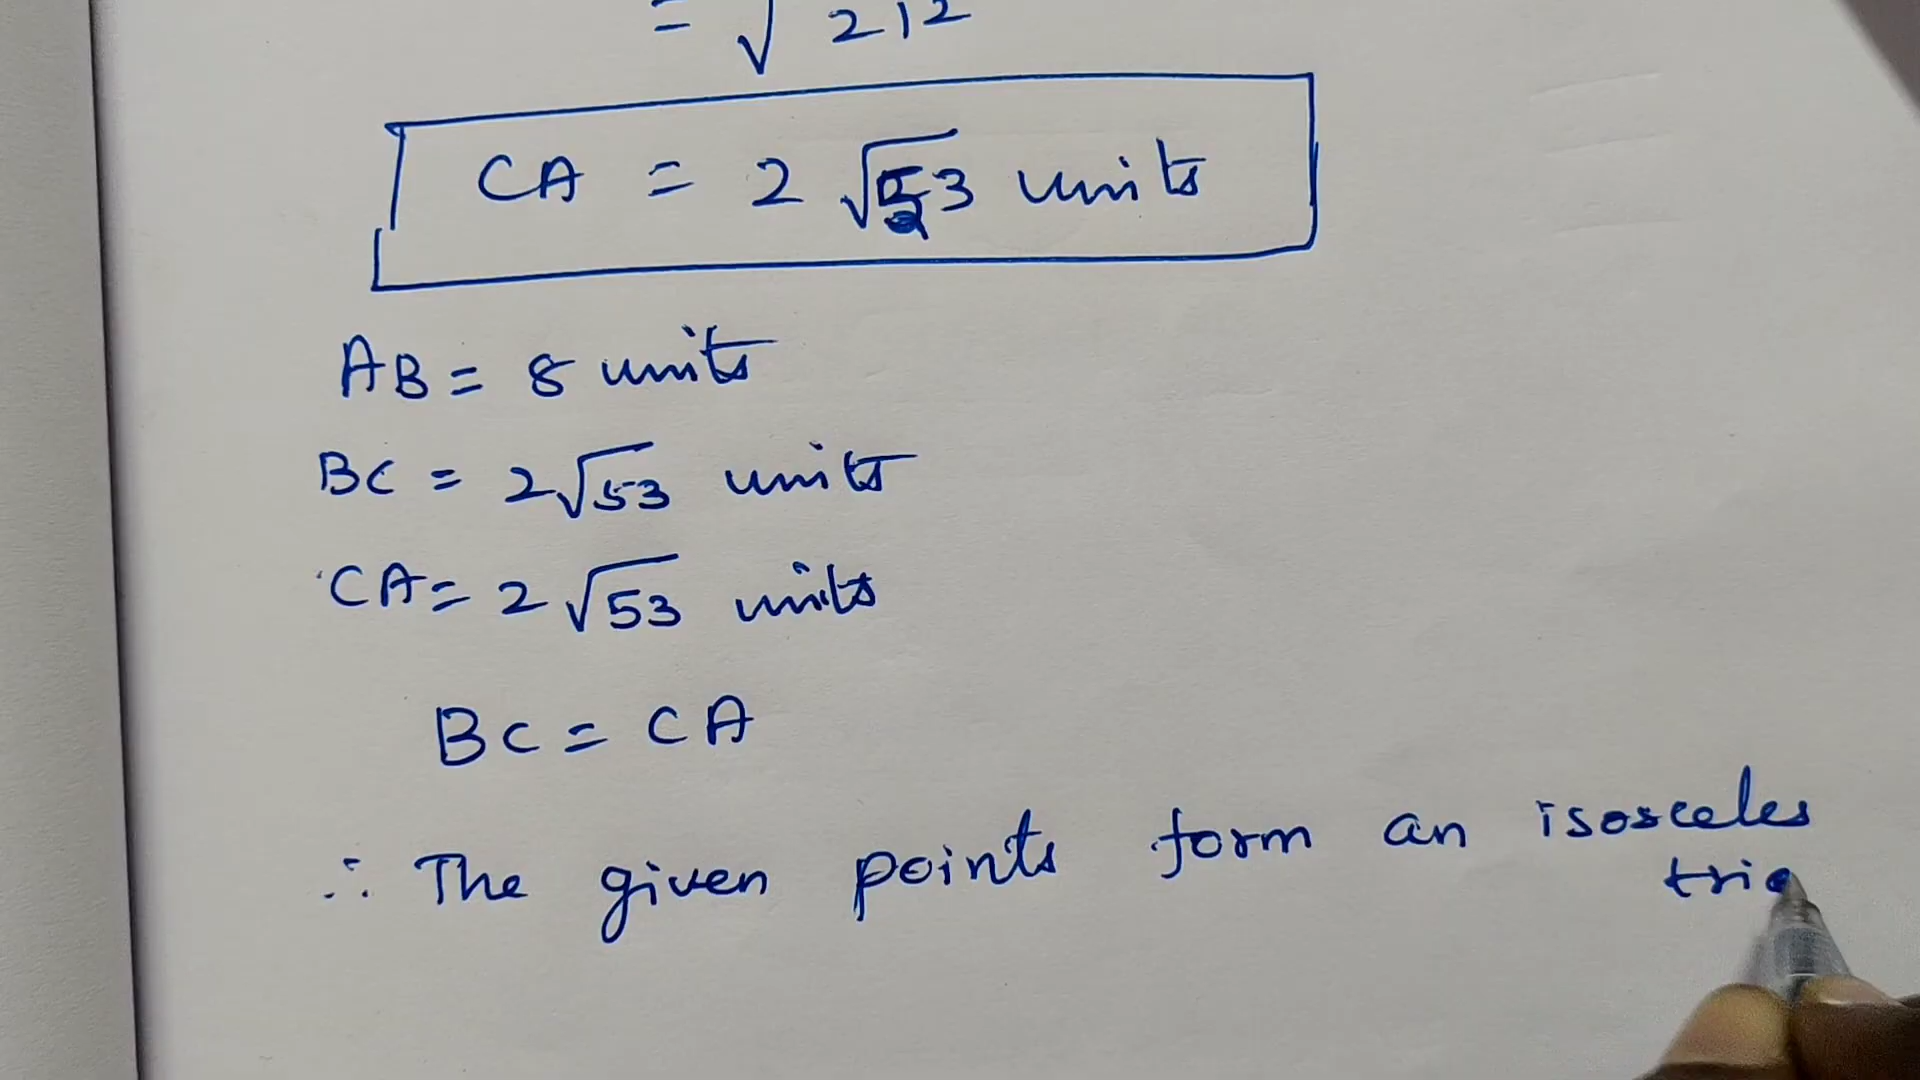 = √212
CA = 2 √53 units
AB = 8 units
BC = 2√53 units
CA = 2√53 units
BC = CA
∴ The given points form an isosceles
tria